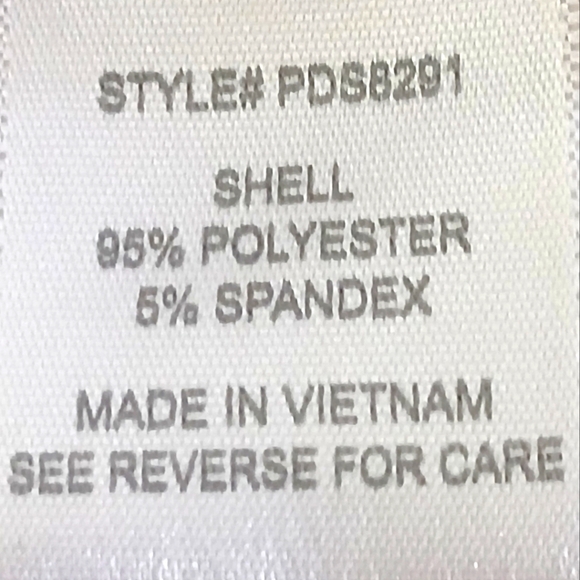 STYLE# PDS8291
SHELL
95% POLYESTER
5% SPANDEX
MADE IN VIETNAM
SEE REVERSE FOR CARE